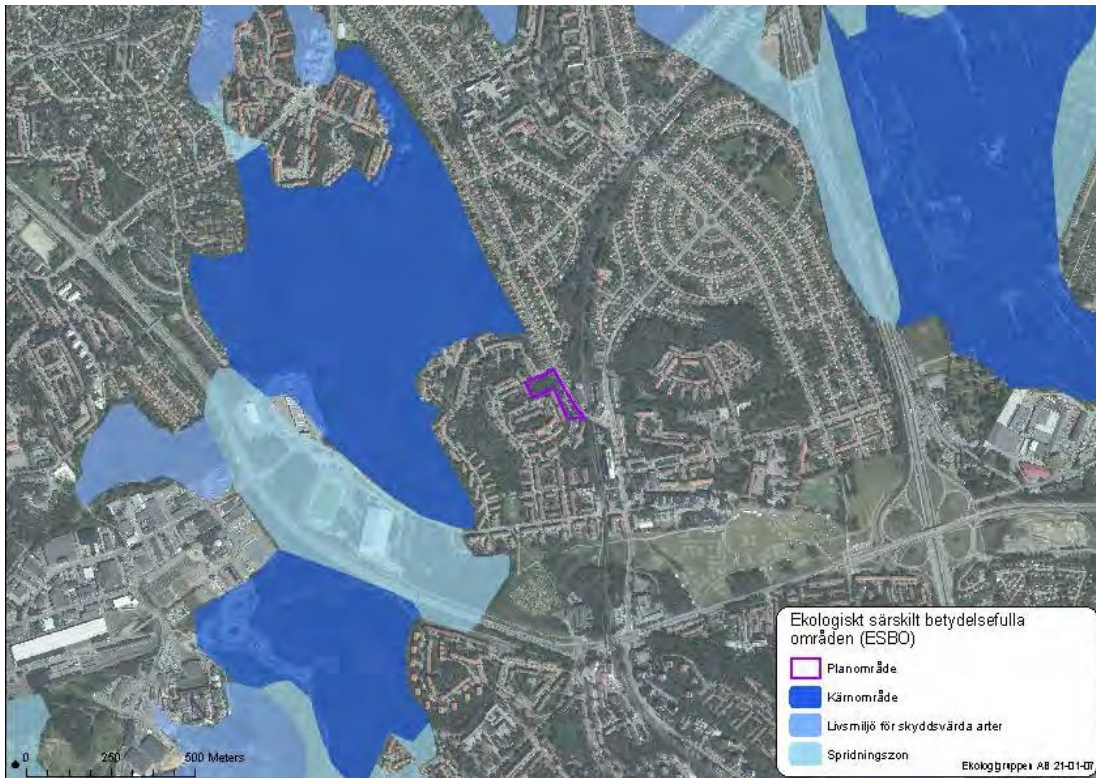 Ekologiskt särskilt betydelsefulla
områden (ESBO)
Planområde
Kärnområde
Livsmiljö för skyddsvärda arter
Spridningszon
Ekologigruppen AB 21-01-07
0 250 500 Meters